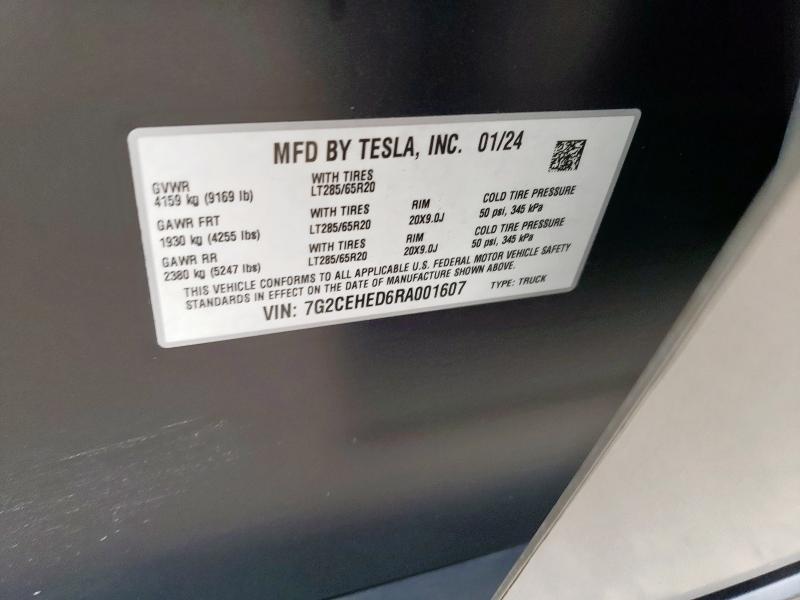 MFD BY TESLA, INC. 01/24
GVWR
4159 kg (9169 lb)
WITH TIRES
LT285/65R20
GAWR FRT
1930 kg (4255 lbs)
WITH TIRES
LT285/65R20
RIM
20X9.0J
COLD TIRE PRESSURE
50 psi, 345 kPa
GAWR RR
2380 kg (5247 lbs)
WITH TIRES
LT285/65R20
RIM
20X9.0J
COLD TIRE PRESSURE
50 psi, 345 kPa
THIS VEHICLE CONFORMS TO ALL APPLICABLE U.S. FEDERAL MOTOR VEHICLE SAFETY
STANDARDS IN EFFECT ON THE DATE OF MANUFACTURE SHOWN ABOVE.
VIN: 7G2CEHED6RA001607 TYPE: TRUCK